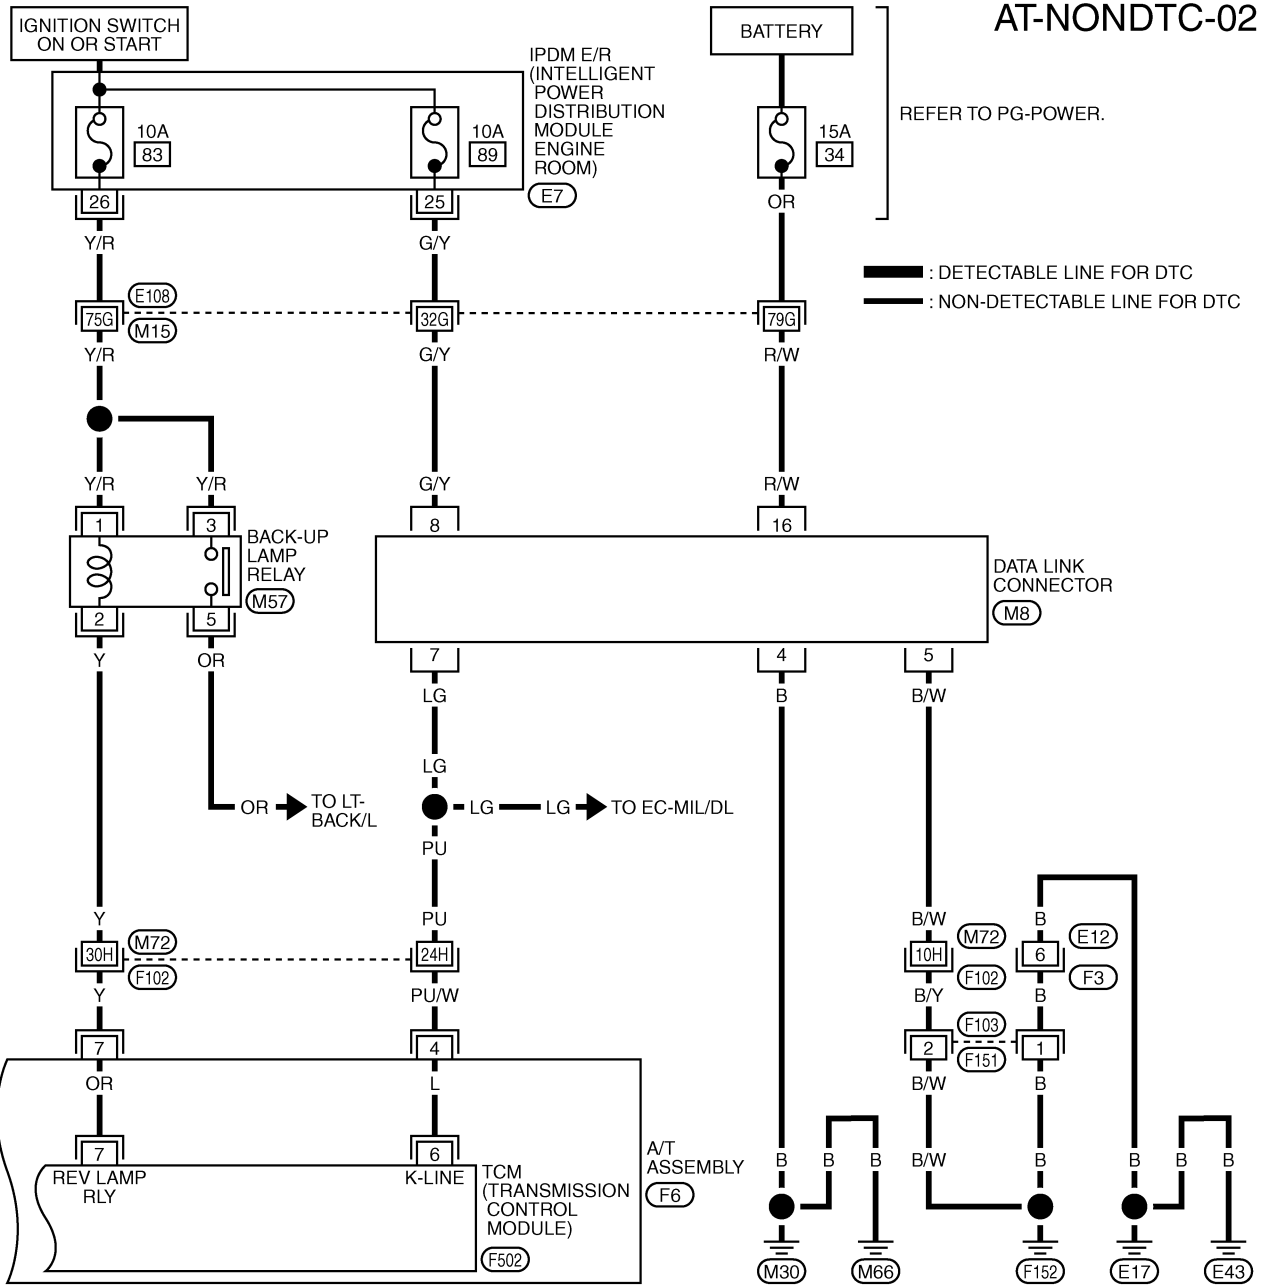 AT-NONDTC-02
IGNITION SWITCH
ON OR START
BATTERY
IPDM E/R
(INTELLIGENT
POWER
DISTRIBUTION
MODULE
ENGINE
ROOM)
E7
10A
83
10A
89
15A
34
REFER TO PG-POWER.
26
25
OR
Y/R
G/Y
: DETECTABLE LINE FOR DTC
: NON-DETECTABLE LINE FOR DTC
E108
75G
32G
79G
M15
Y/R
G/Y
R/W
Y/R
Y/R
G/Y
R/W
1
3
8
16
BACK-UP
LAMP
RELAY
M57
DATA LINK
CONNECTOR
M8
2
5
7
4
5
Y
OR
LG
B
B/W
LG
OR
TO LT-
BACK/L
LG
LG
TO EC-MIL/DL
PU
Y
PU
B/W
B
M72
30H
24H
F102
M72
10H
F102
E12
6
F3
Y
PU/W
B/Y
B
7
4
F103
2
1
F151
OR
L
B/W
B
7
6
REV LAMP
RLY
K-LINE
TCM
(TRANSMISSION
CONTROL
MODULE)
F502
A/T
ASSEMBLY
F6
B
B
B
B/W
B
B
B
B
M30
M66
F152
E17
E43